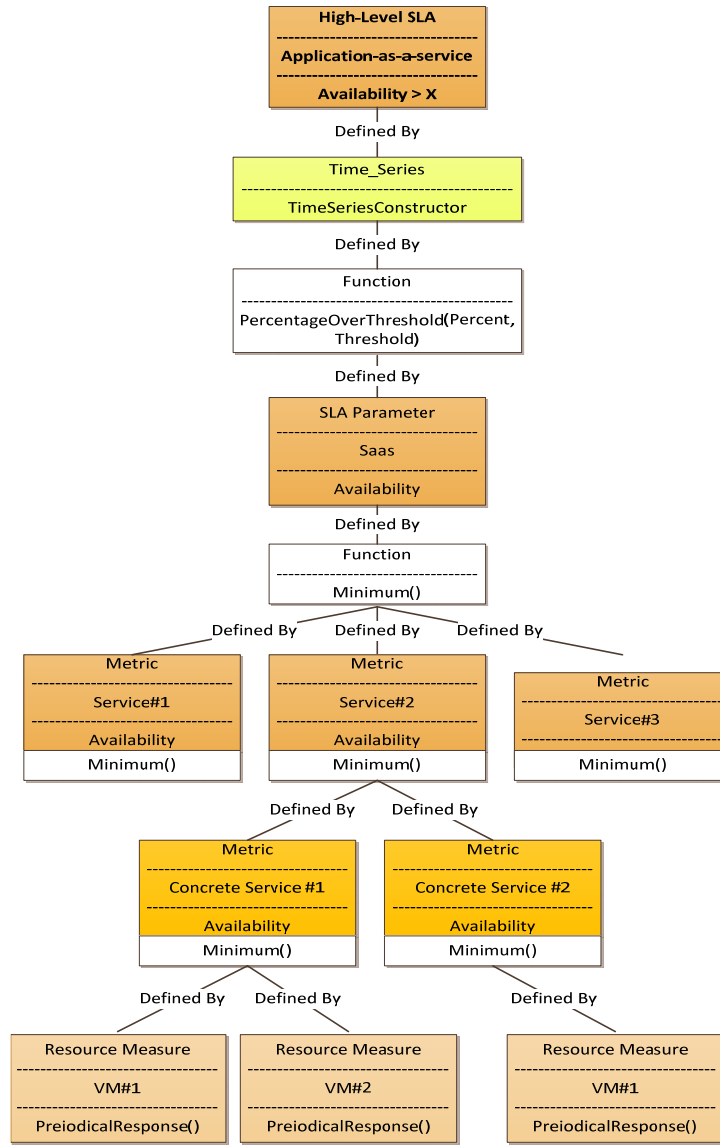 High-Level SLA
Application-as-a-service
Availability > X
Defined By
Time_Series
TimeSeriesConstructor
Defined By
Function
PercentageOverThreshold(Percent,
Threshold)
Defined By
SLA Parameter
Saas
Availability
Defined By
Function
Minimum()
Defined By
Defined By
Defined By
Metric
Service#1
Availability
Minimum()
Metric
Service#2
Availability
Minimum()
Metric
Service#3
Minimum()
Defined By
Defined By
Metric
Concrete Service #1
Availability
Minimum()
Metric
Concrete Service #2
Availability
Minimum()
Defined By
Defined By
Defined By
Resource Measure
VM#1
PreiodicalResponse()
Resource Measure
VM#2
PreiodicalResponse()
Resource Measure
VM#1
PreiodicalResponse()